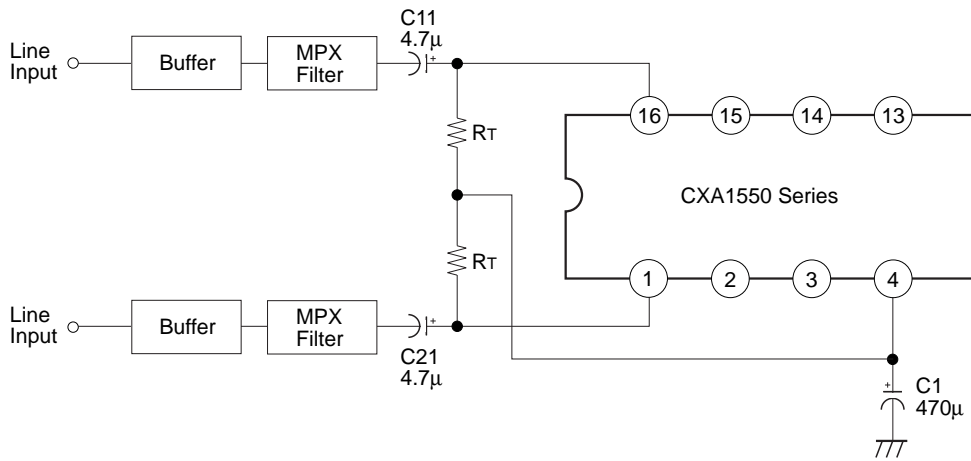 C11
4.7μ
Line
Input
Buffer
MPX
Filter
+
16
15
14
13
RT
CXA1550 Series
RT
1
2
3
4
Line
Input
Buffer
MPX
Filter
+
C21
4.7μ
+
C1
470μ